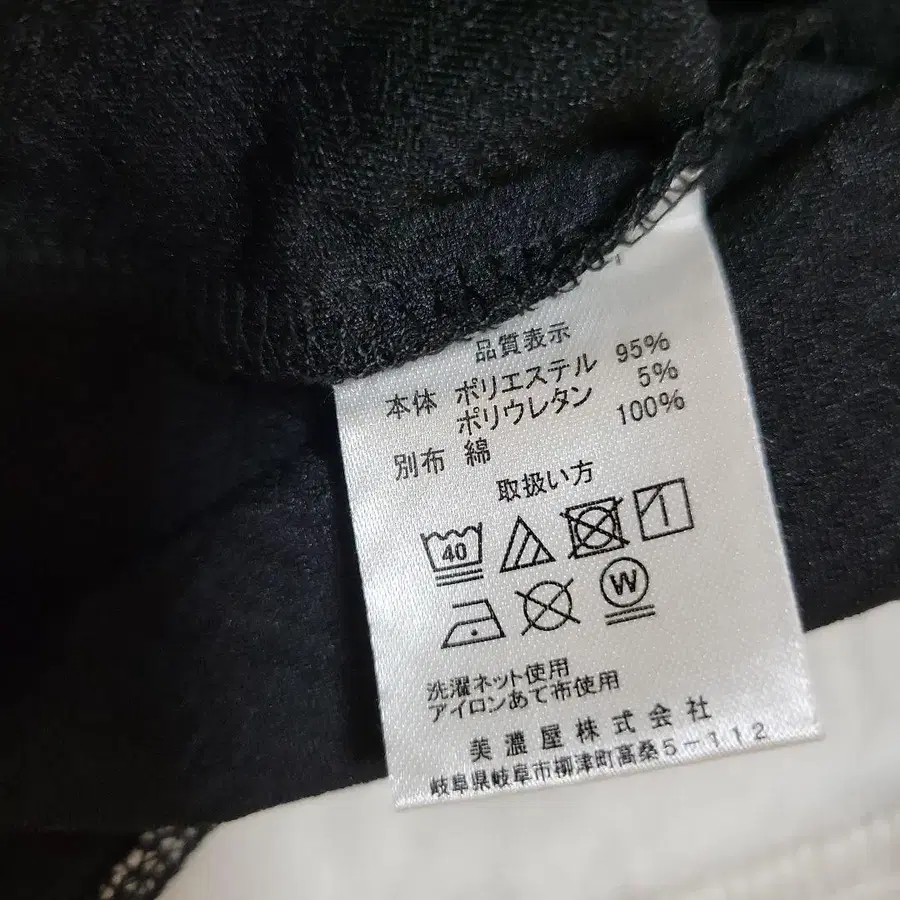 品質表示
本体 ポリエステル 95%
ポリウレタン 5%
別布 綿 100%
取扱い方
40
W
洗濯ネット使用
アイロンあて布使用
美濃屋株式会社
岐阜県岐阜市柳津町高桑5-112